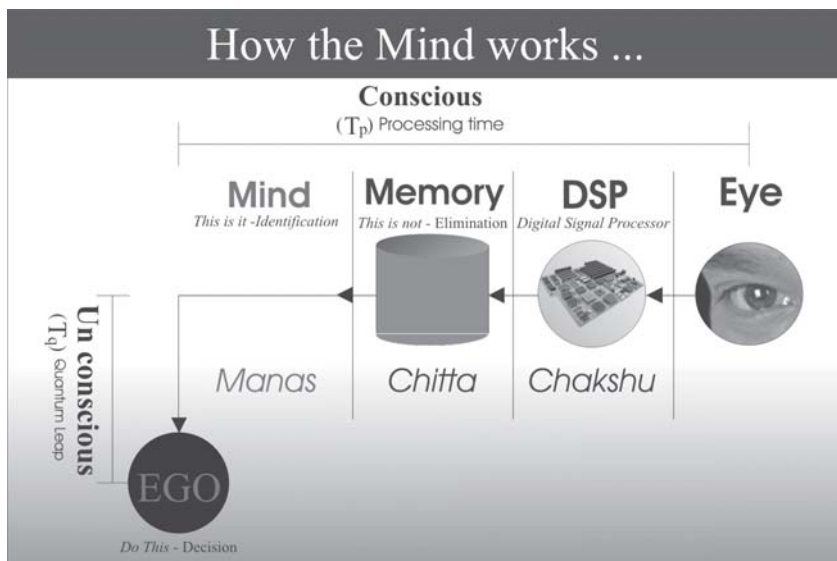 How the Mind works ...
Conscious
(Tp) Processing time
Mind
This is it -Identification
Memory
This is not - Elimination
DSP
Digital Signal Processor
Eye
Manas
Chitta
Chakshu
Un conscious
(Tq) Quantum Leap
EGO
Do This - Decision